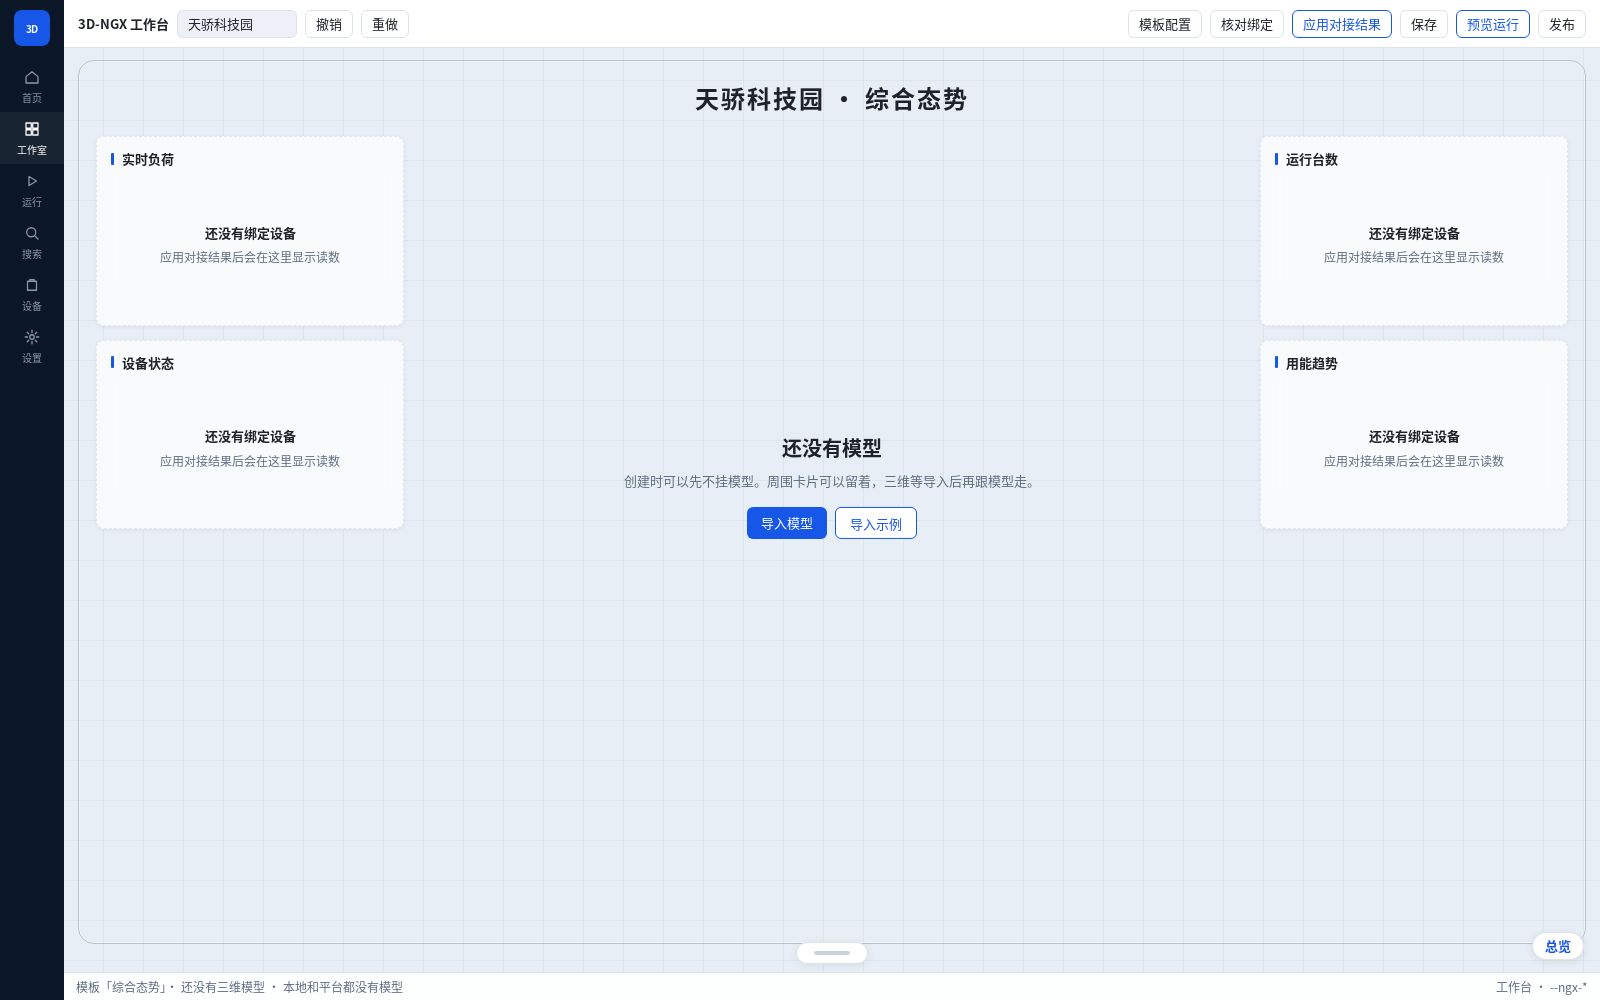 3D
首页
工作室
运行
搜索
设备
设置
3D-NGX 工作台 天骄科技园 撤销 重做 模板配置 核对绑定 应用对接结果 保存 预览运行 发布
天骄科技园 · 综合态势
实时负荷
还没有绑定设备
应用对接结果后会在这里显示读数
运行台数
还没有绑定设备
应用对接结果后会在这里显示读数
设备状态
还没有绑定设备
应用对接结果后会在这里显示读数
用能趋势
还没有绑定设备
应用对接结果后会在这里显示读数
还没有模型
创建时可以先不挂模型。周围卡片可以留着，三维等导入后再跟模型走。
导入模型 导入示例
总览
模板「综合态势」· 还没有三维模型 · 本地和平台都没有模型
工作台 · --ngx-*